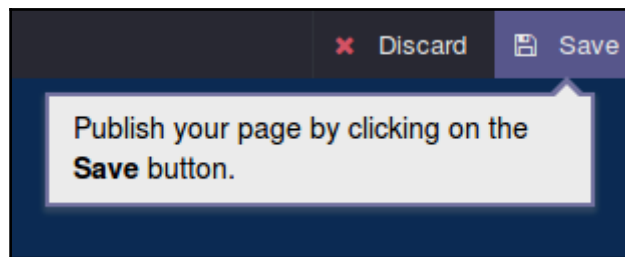 Discard Save
Publish your page by clicking on the
Save button.